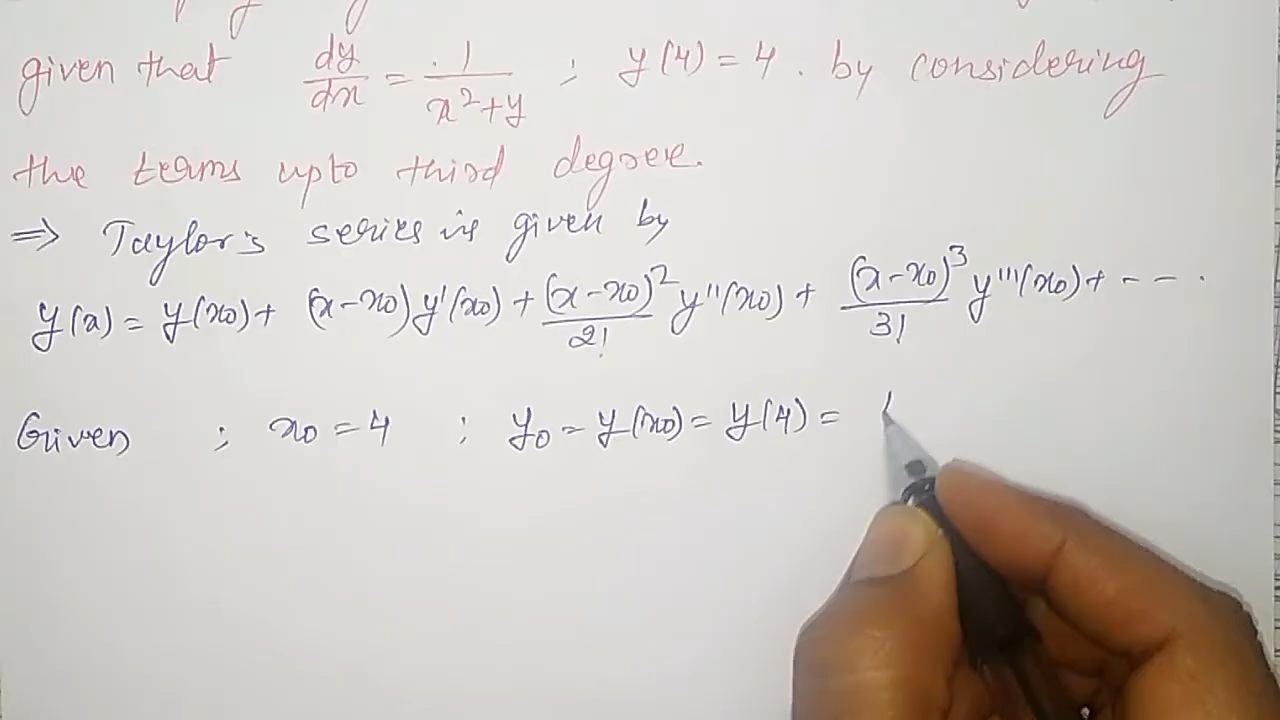 given that dy/dx = 1/(x²+y) ; y(4) = 4 . by considering
the terms upto third degree.
⇒ Taylor's series is given by
y(x) = y(x0) + (x-x0) y'(x0) + (x-x0)²/2! y''(x0) + (x-x0)³/3! y'''(x0) + - - - .
Given ; x0 = 4 ; y0 = y(x0) = y(4) =